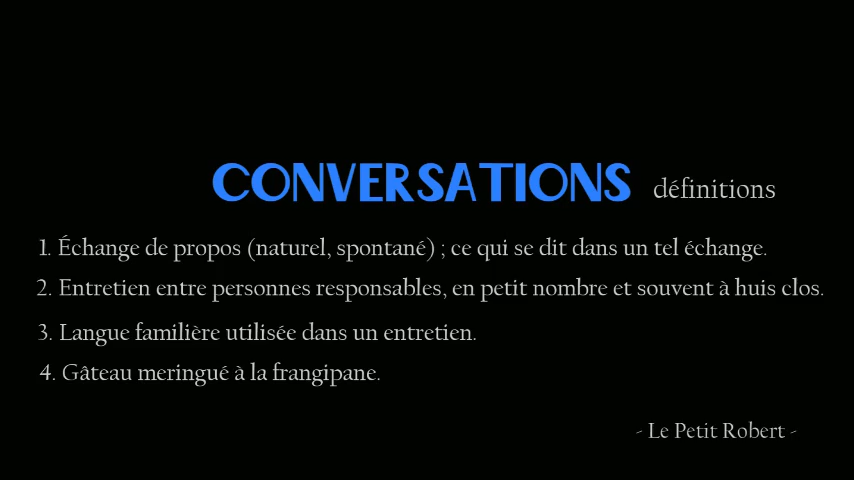 CONVERSATIONS définitions
1. Échange de propos (naturel, spontané) ; ce qui se dit dans un tel échange.
2. Entretien entre personnes responsables, en petit nombre et souvent à huis clos.
3. Langue familière utilisée dans un entretien.
4. Gâteau meringué à la frangipane.
- Le Petit Robert -